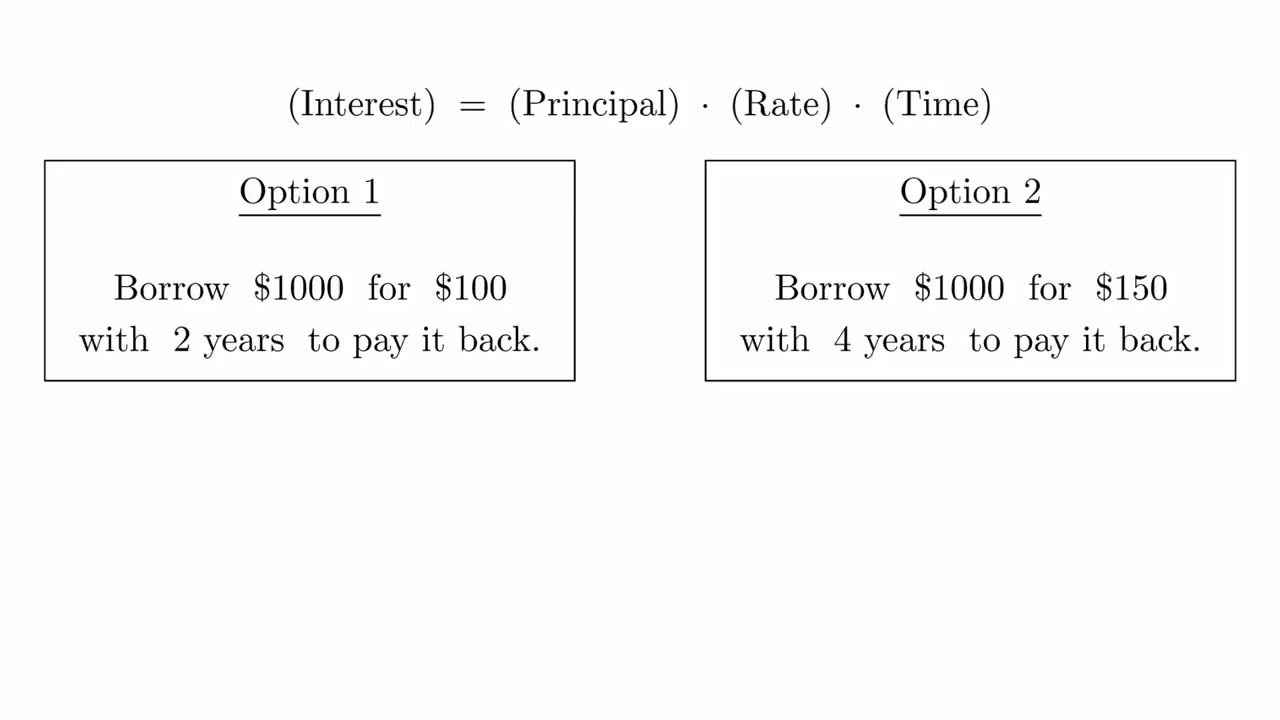 (Interest) = (Principal) · (Rate) · (Time)
Option 1
Borrow $1000 for $100
with 2 years to pay it back.
Option 2
Borrow $1000 for $150
with 4 years to pay it back.